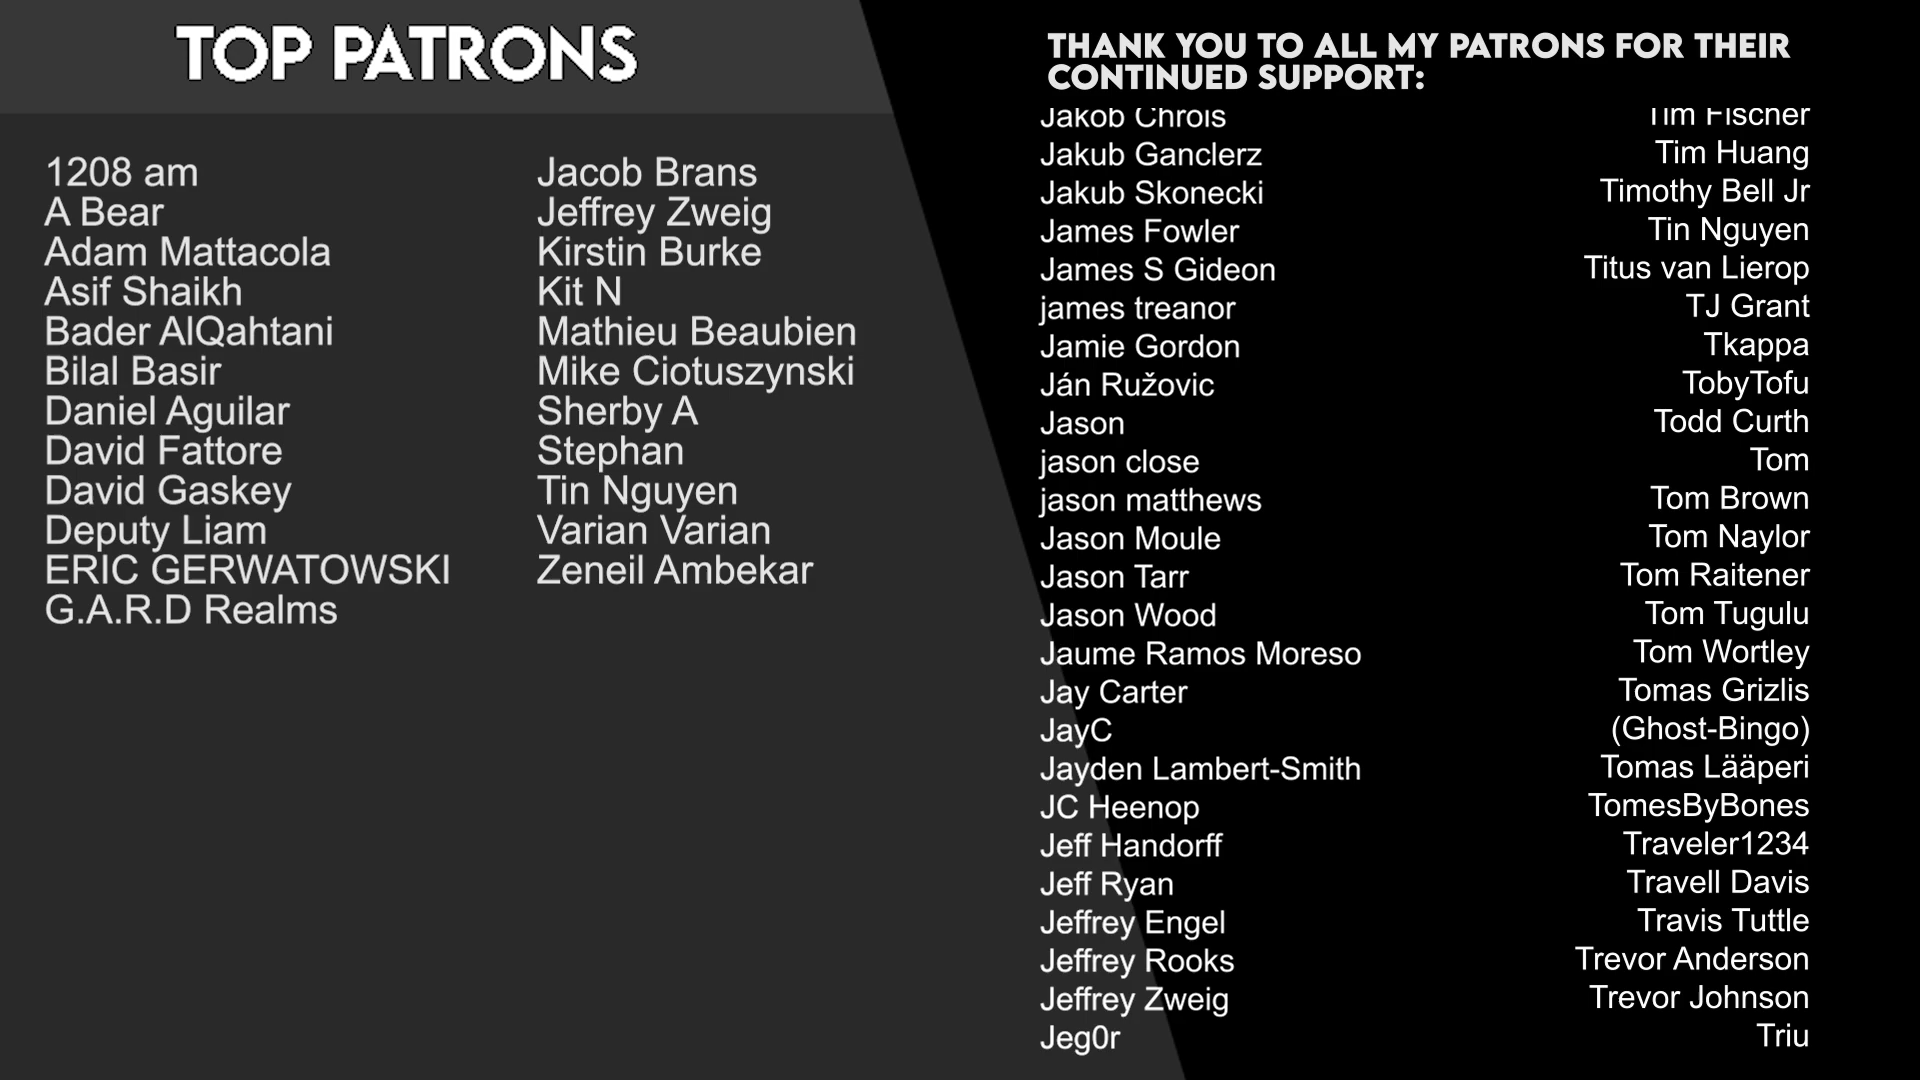 TOP PATRONS
1208 am
A Bear
Adam Mattacola
Asif Shaikh
Bader AlQahtani
Bilal Basir
Daniel Aguilar
David Fattore
David Gaskey
Deputy Liam
ERIC GERWATOWSKI
G.A.R.D Realms
Jacob Brans
Jeffrey Zweig
Kirstin Burke
Kit N
Mathieu Beaubien
Mike Ciotuszynski
Sherby A
Stephan
Tin Nguyen
Varian Varian
Zeneil Ambekar
THANK YOU TO ALL MY PATRONS FOR THEIR
CONTINUED SUPPORT:
Jakob Chrois
Jakub Ganclerz
Jakub Skonecki
James Fowler
James S Gideon
james treanor
Jamie Gordon
Ján Ružovic
Jason
jason close
jason matthews
Jason Moule
Jason Tarr
Jason Wood
Jaume Ramos Moreso
Jay Carter
JayC
Jayden Lambert-Smith
JC Heenop
Jeff Handorff
Jeff Ryan
Jeffrey Engel
Jeffrey Rooks
Jeffrey Zweig
Jeg0r
Tim Fischer
Tim Huang
Timothy Bell Jr
Tin Nguyen
Titus van Lierop
TJ Grant
Tkappa
TobyTofu
Todd Curth
Tom
Tom Brown
Tom Naylor
Tom Raitener
Tom Tugulu
Tom Wortley
Tomas Grizlis
(Ghost-Bingo)
Tomas Lääperi
TomesByBones
Traveler1234
Travell Davis
Travis Tuttle
Trevor Anderson
Trevor Johnson
Triu